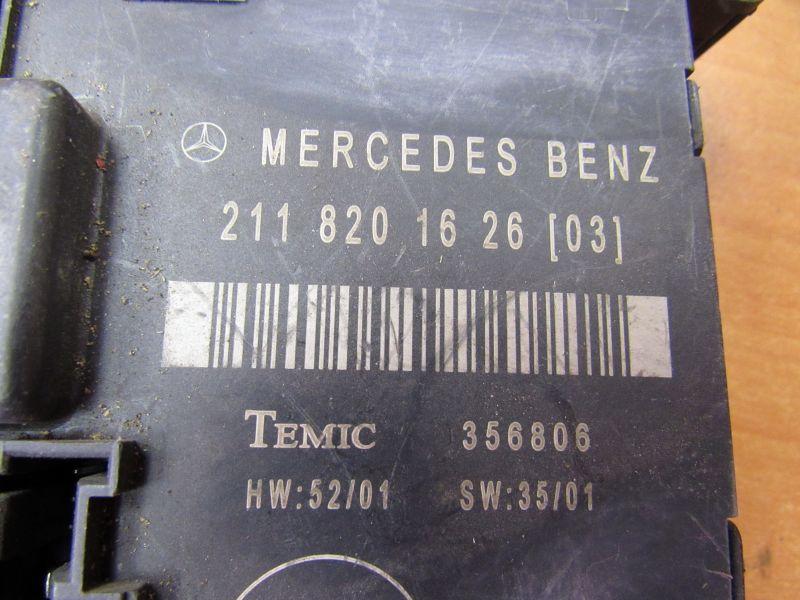 MERCEDES BENZ
211 820 16 26 [03]
TEMIC 356806
HW:52/01 SW:35/01